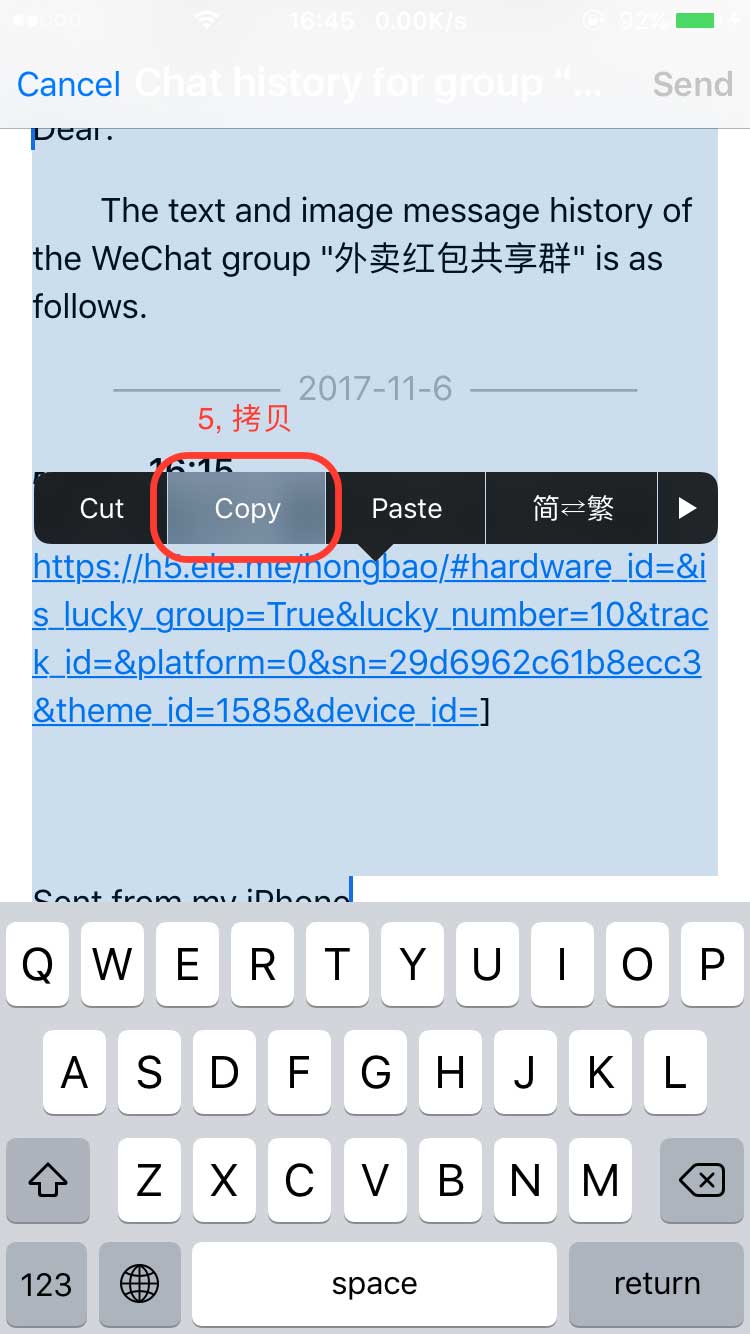 16:45 0.00K/s 92%
Cancel Chat history for group “... Send
Dear:
The text and image message history of
the WeChat group "外卖红包共享群" is as
follows.
2017-11-6
5, 拷贝
16:15
Cut Copy Paste 简⇄繁 ▶
https://h5.ele.me/hongbao/#hardware_id=&i
s_lucky_group=True&lucky_number=10&trac
k_id=&platform=0&sn=29d6962c61b8ecc3
&theme_id=1585&device_id=]
Sent from my iPhone
Q W E R T Y U I O P
A S D F G H J K L
Z X C V B N M
123 space return